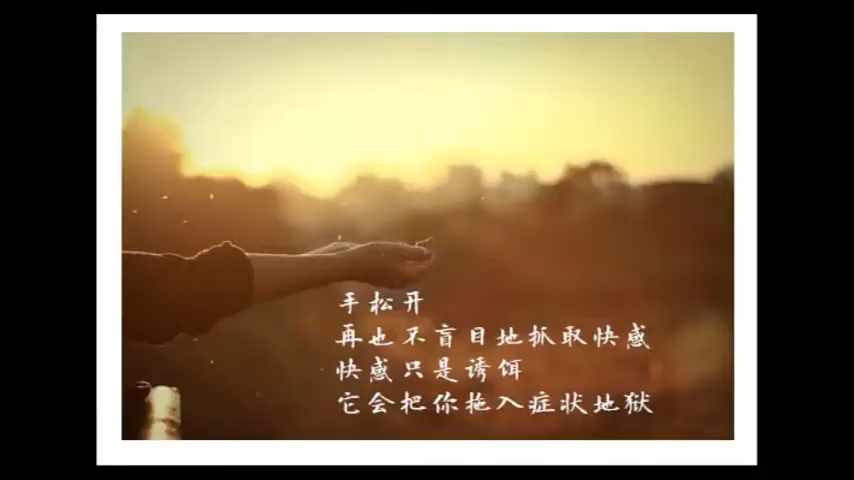 手松开
再也不盲目地抓取快感
快感只是诱饵
它会把你拖入症状地狱